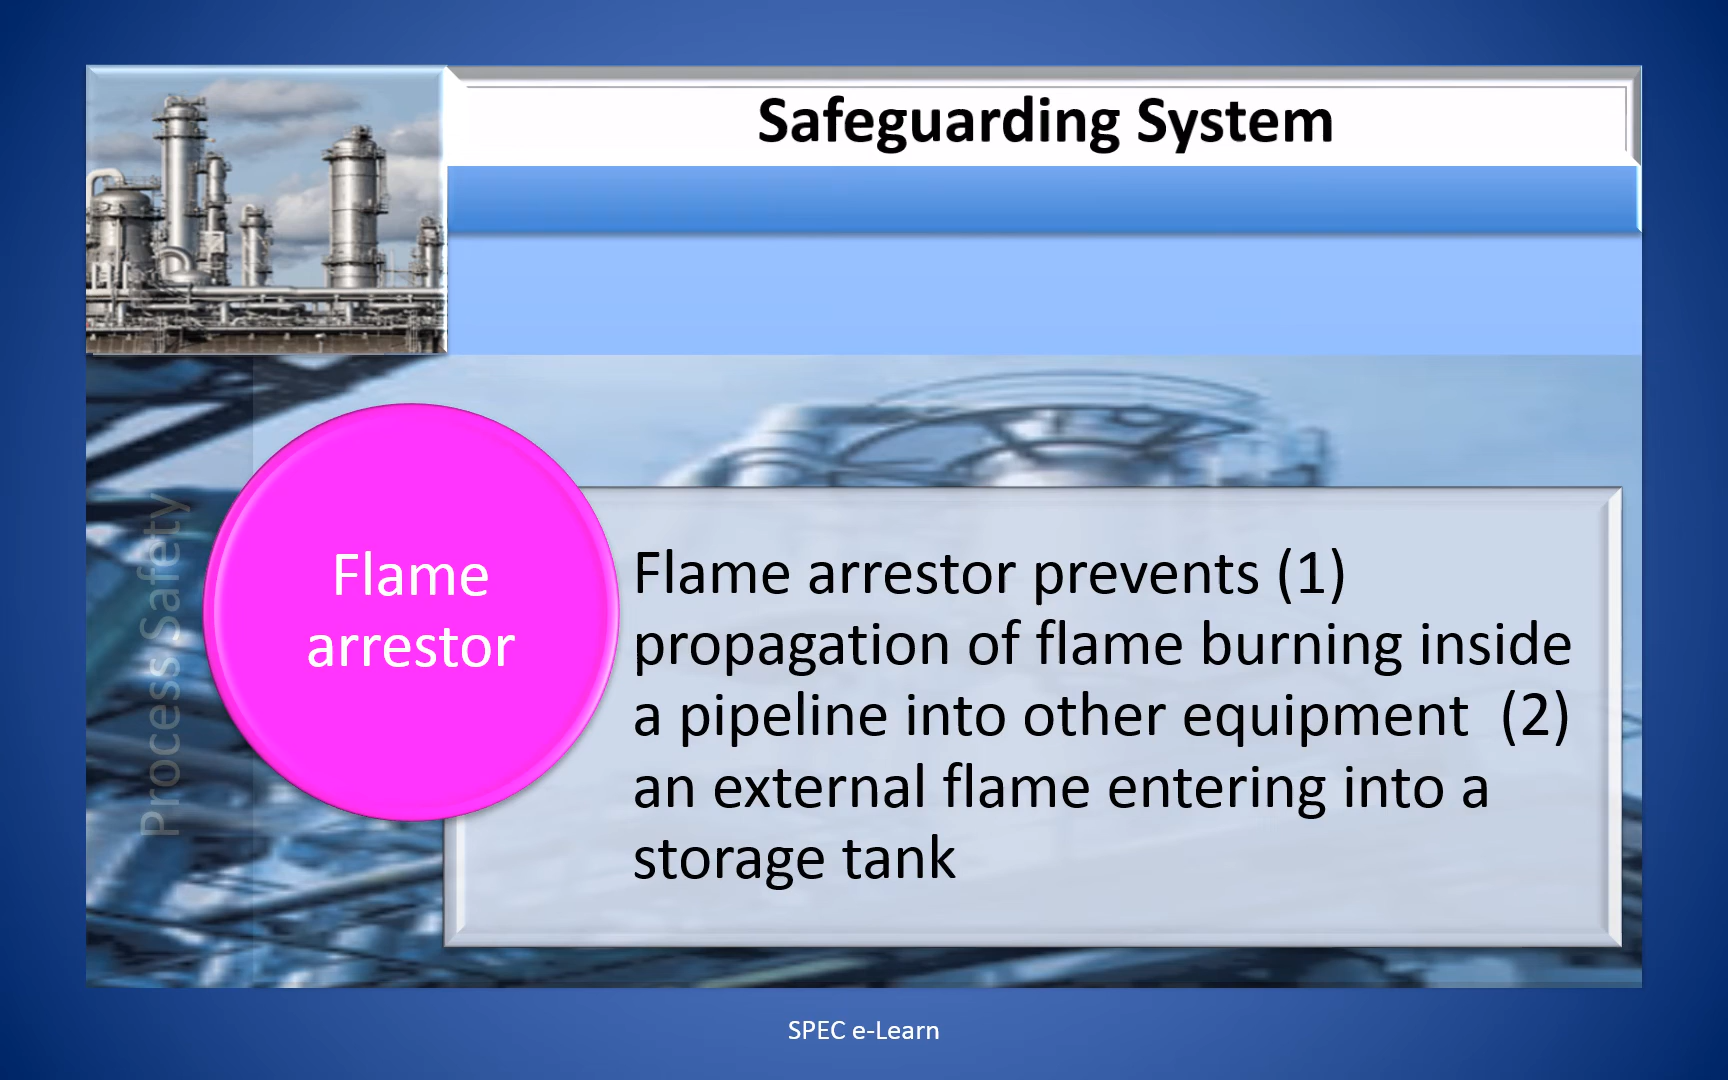 Safeguarding System
Process Safety
Flame
arrestor
Flame arrestor prevents (1)
propagation of flame burning inside
a pipeline into other equipment  (2)
an external flame entering into a
storage tank
SPEC e-Learn